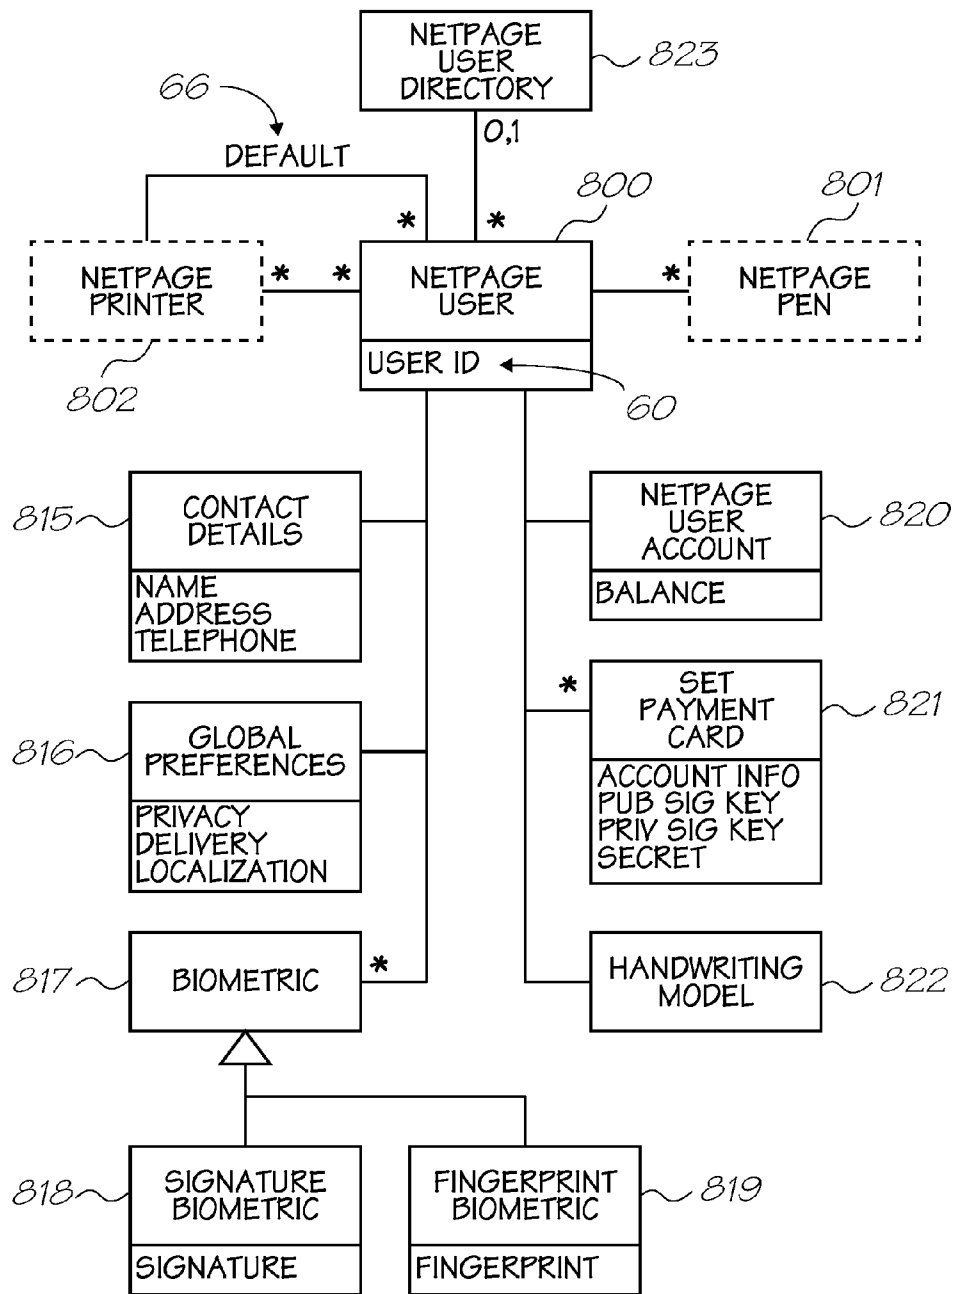 NETPAGE
USER
DIRECTORY
823
66
0,1
DEFAULT
800
801
*
*
NETPAGE
PRINTER
*
*
NETPAGE
USER
*
NETPAGE
PEN
USER ID
802
60
815
CONTACT
DETAILS
NETPAGE
USER
ACCOUNT
820
NAME
ADDRESS
TELEPHONE
BALANCE
*
SET
PAYMENT
CARD
821
816
GLOBAL
PREFERENCES
ACCOUNT INFO
PUB SIG KEY
PRIV SIG KEY
SECRET
PRIVACY
DELIVERY
LOCALIZATION
817
BIOMETRIC
*
HANDWRITING
MODEL
822
818
SIGNATURE
BIOMETRIC
FINGERPRINT
BIOMETRIC
819
SIGNATURE
FINGERPRINT